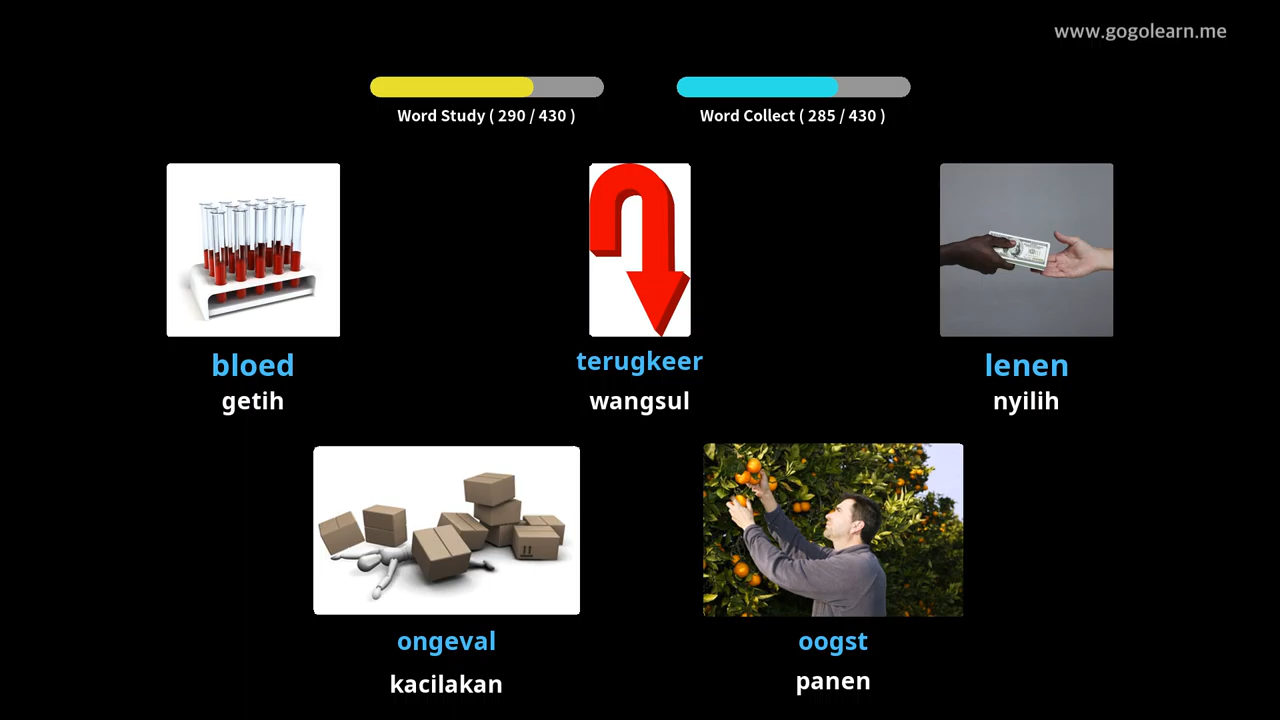 www.gogolearn.me
Word Study ( 290 / 430 )
Word Collect ( 285 / 430 )
bloed
getih
terugkeer
wangsul
lenen
nyilih
ongeval
kacilakan
oogst
panen